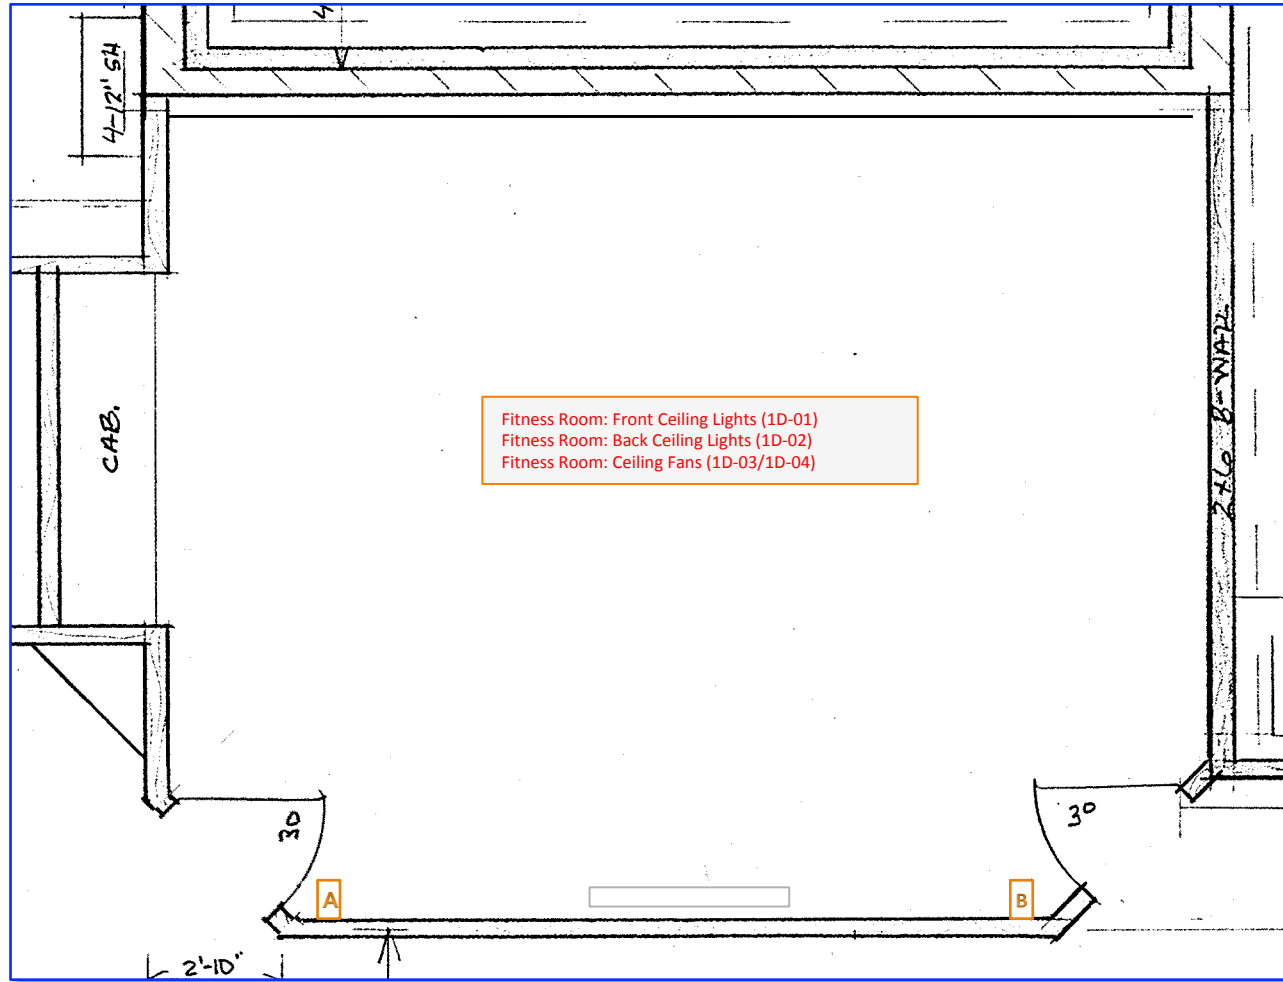 4
4-12" SH
CAB.
Fitness Room: Front Ceiling Lights (1D-01)
Fitness Room: Back Ceiling Lights (1D-02)
Fitness Room: Ceiling Fans (1D-03/1D-04)
2x6 B-WALL
30
30
A
B
2'-10"